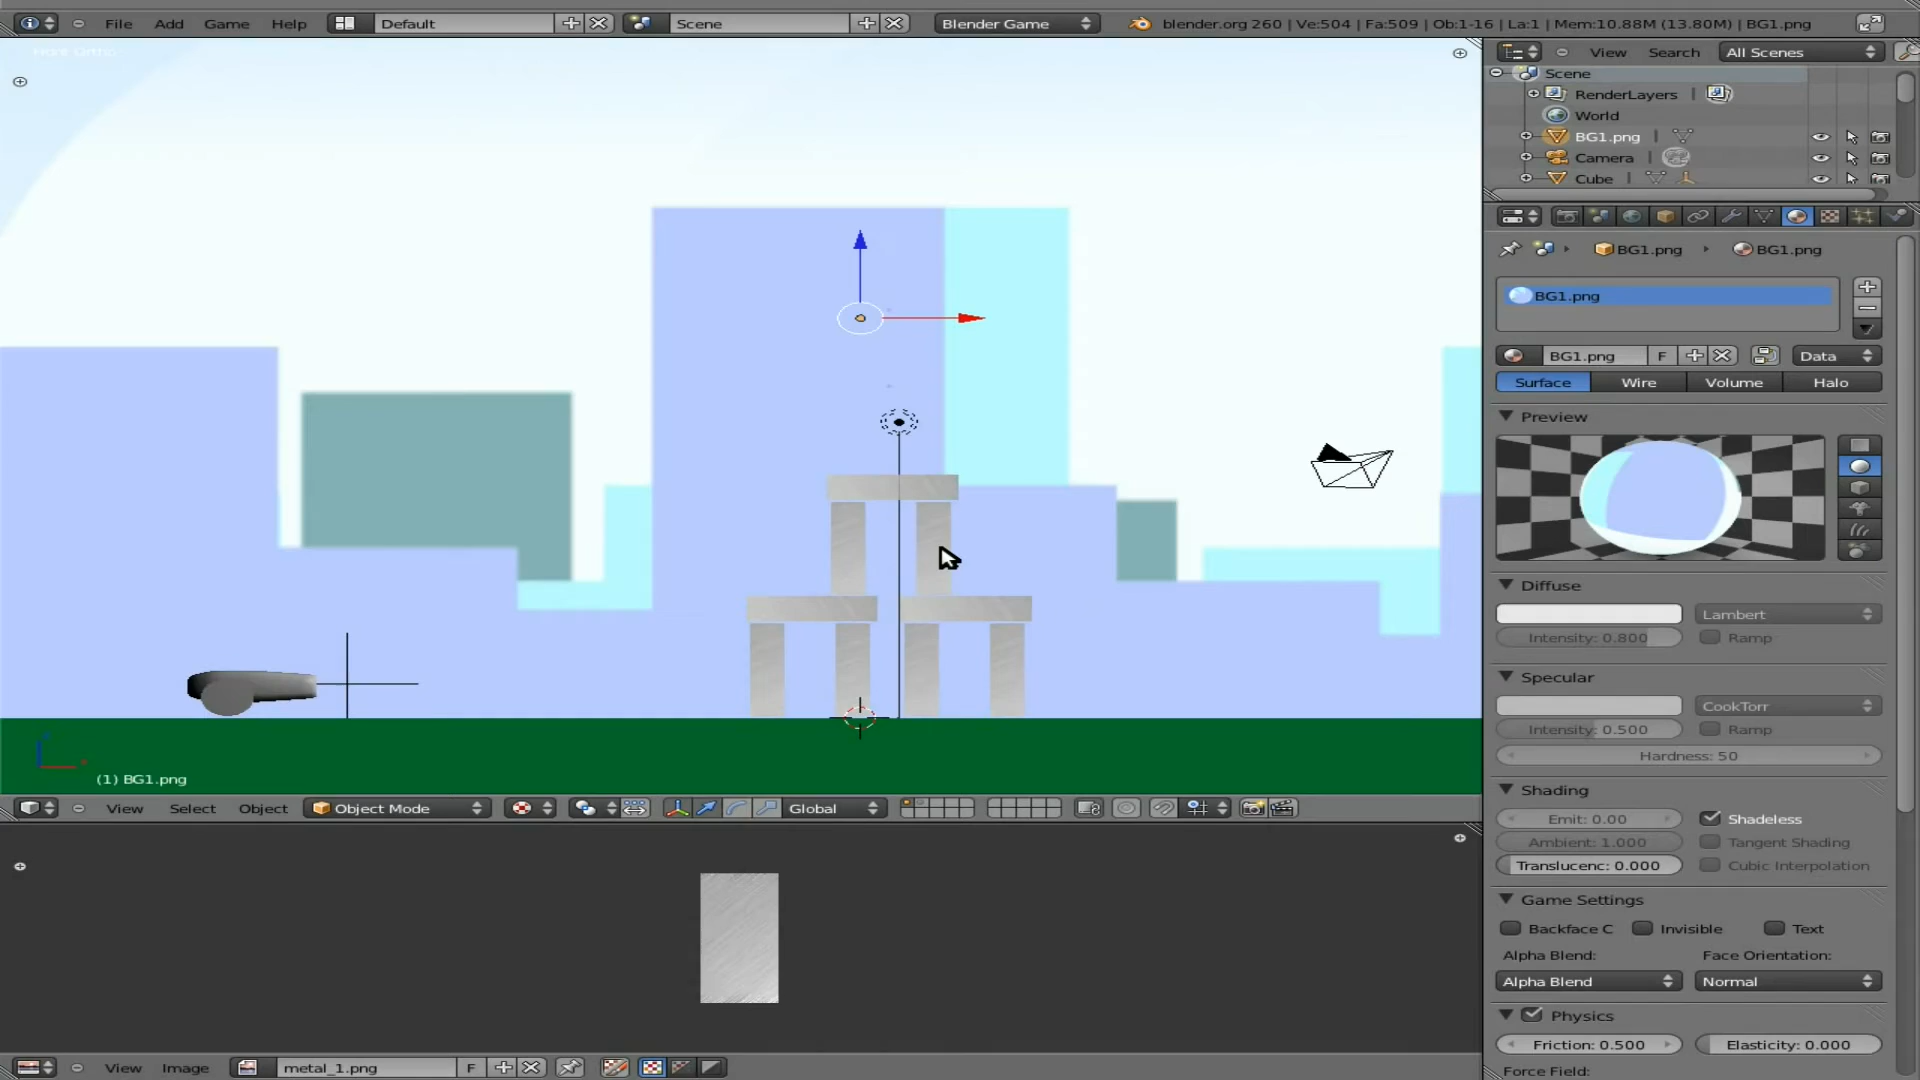 File Add Game Help Default Scene Blender Game blender.org 260 | Ve:504 | Fa:509 | Ob:1-16 | La:1 | Mem:10.88M (13.80M) | BG1.png
Front Ortho
View Search All Scenes
Scene
RenderLayers
World
BG1.png
Camera
Cube
BG1.png BG1.png
BG1.png
BG1.png F Data
Surface Wire Volume Halo
Preview
Diffuse
Lambert
Intensity: 0.800 Ramp
Specular
CookTorr
Intensity: 0.500 Ramp
Hardness: 50
Shading
Emit: 0.00 Shadeless
Ambient: 1.000 Tangent Shading
Translucenc: 0.000 Cubic Interpolation
Game Settings
Backface C Invisible Text
Alpha Blend: Face Orientation:
Alpha Blend Normal
Physics
Friction: 0.500 Elasticity: 0.000
Force Field:
(1) BG1.png
View Select Object Object Mode Global
View Image metal_1.png F